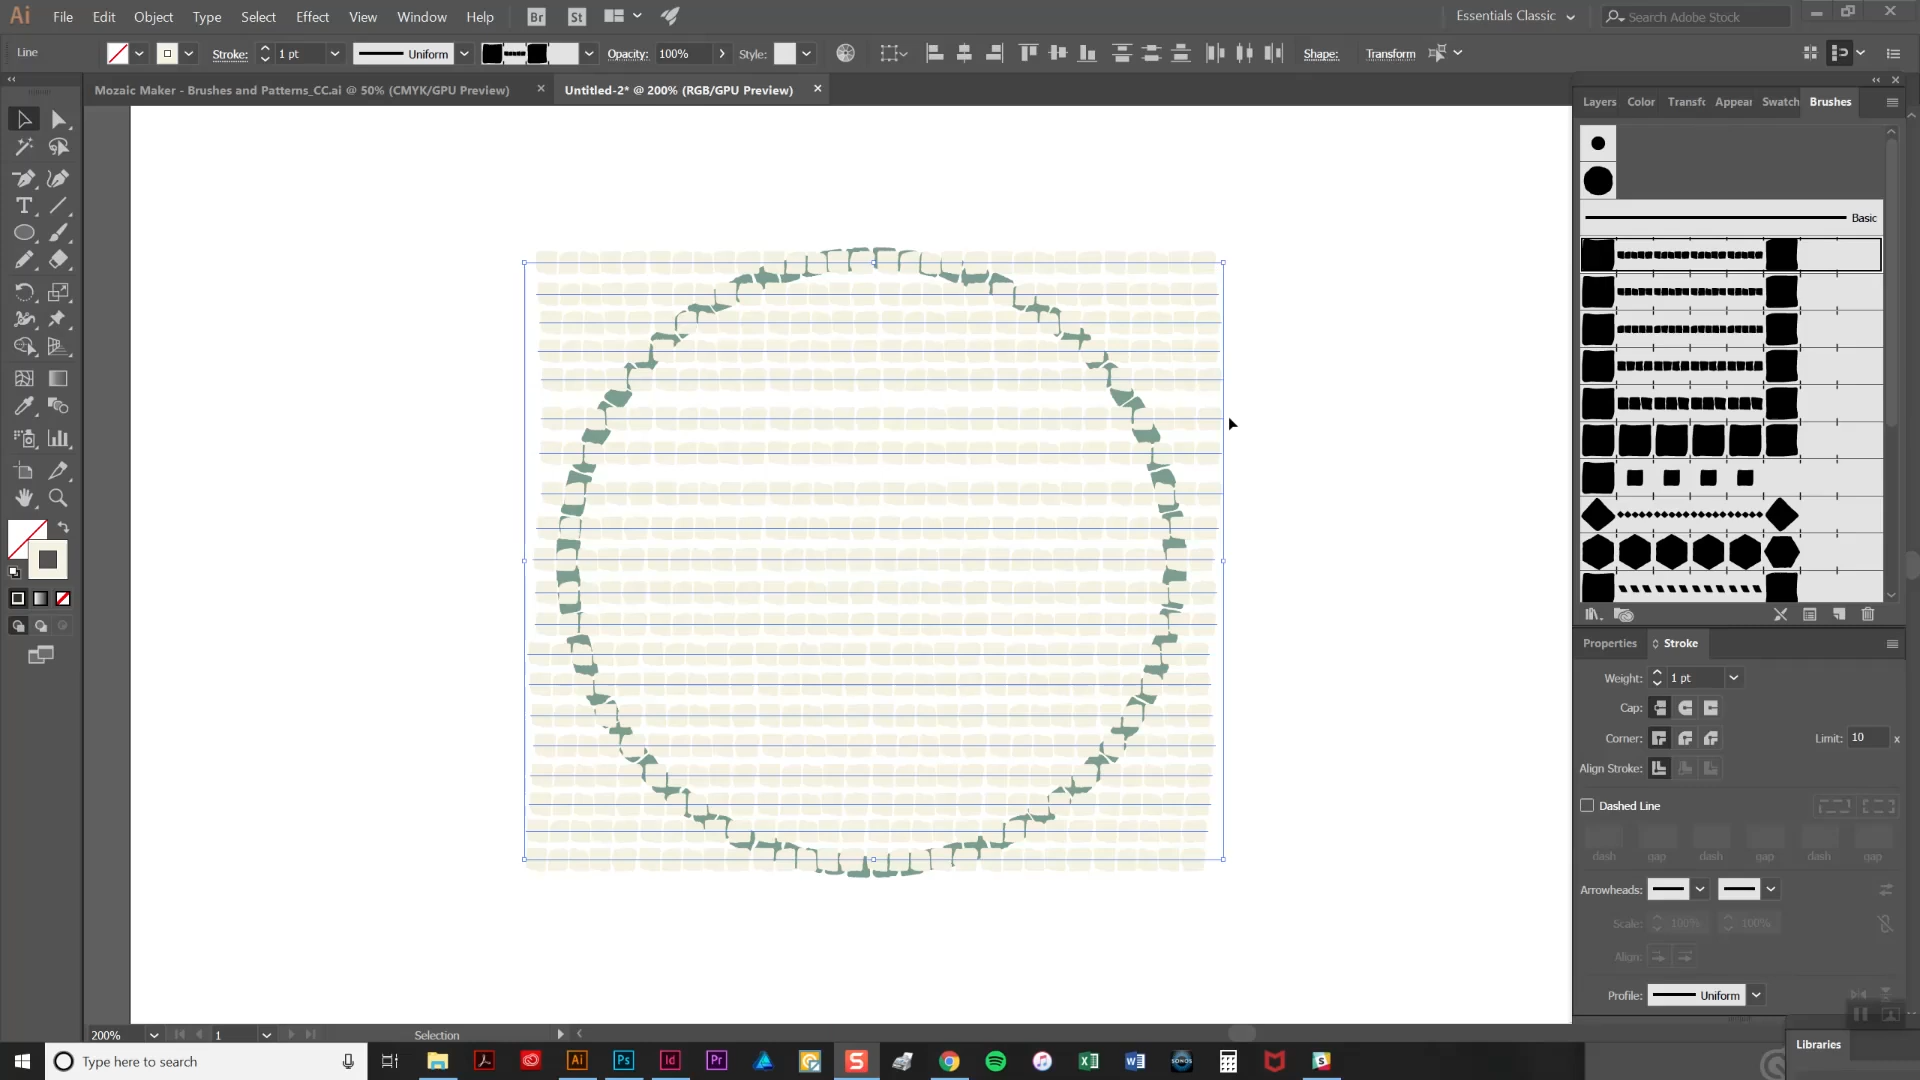 Ai File Edit Object Type Select Effect View Window Help Br St Essentials Classic Search Adobe Stock
Line Stroke: 1 pt Uniform Opacity: 100% Style: Shape: Transform
Mozaic Maker - Brushes and Patterns_CC.ai @ 50% (CMYK/GPU Preview) Untitled-2* @ 200% (RGB/GPU Preview)
Layers Color Transfo Appear Swatch Brushes
Basic
Properties Stroke
Weight: 1 pt
Cap:
Corner: Limit: 10 x
Align Stroke:
Dashed Line
dash gap dash gap dash gap
Arrowheads:
Scale: 100% 100%
Align:
Profile: Uniform
200% 1 Selection
Libraries
Type here to search
Ai Ps Id Pr S SONOS